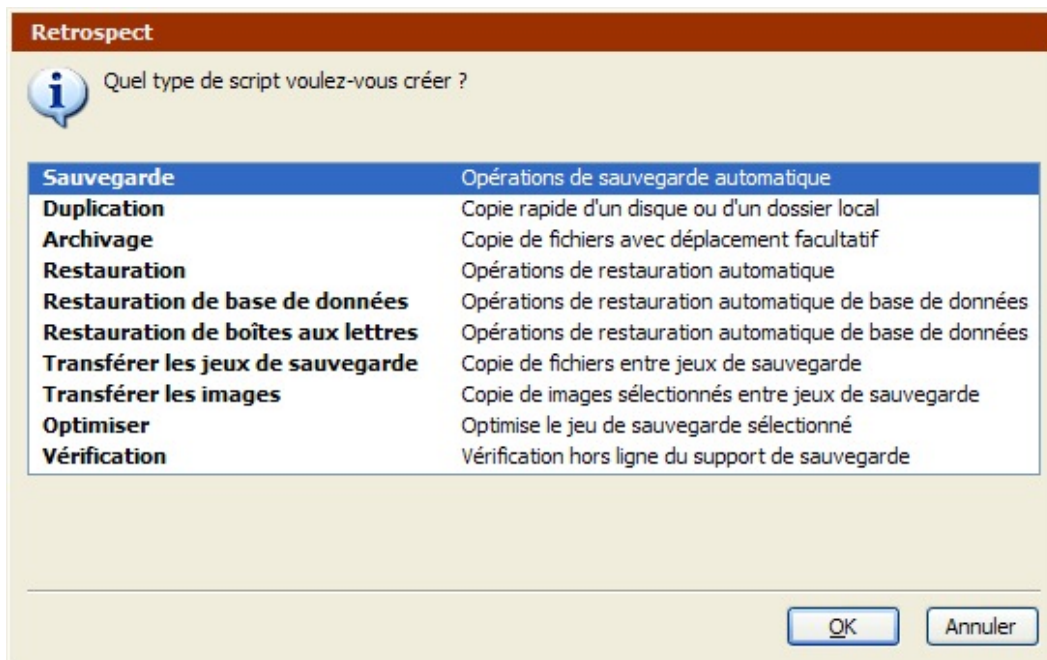 Retrospect
Quel type de script voulez-vous créer ?
Sauvegarde Opérations de sauvegarde automatique
Duplication Copie rapide d'un disque ou d'un dossier local
Archivage Copie de fichiers avec déplacement facultatif
Restauration Opérations de restauration automatique
Restauration de base de données Opérations de restauration automatique de base de données
Restauration de boîtes aux lettres Opérations de restauration automatique de base de données
Transférer les jeux de sauvegarde Copie de fichiers entre jeux de sauvegarde
Transférer les images Copie de images sélectionnés entre jeux de sauvegarde
Optimiser Optimise le jeu de sauvegarde sélectionné
Vérification Vérification hors ligne du support de sauvegarde
OK Annuler